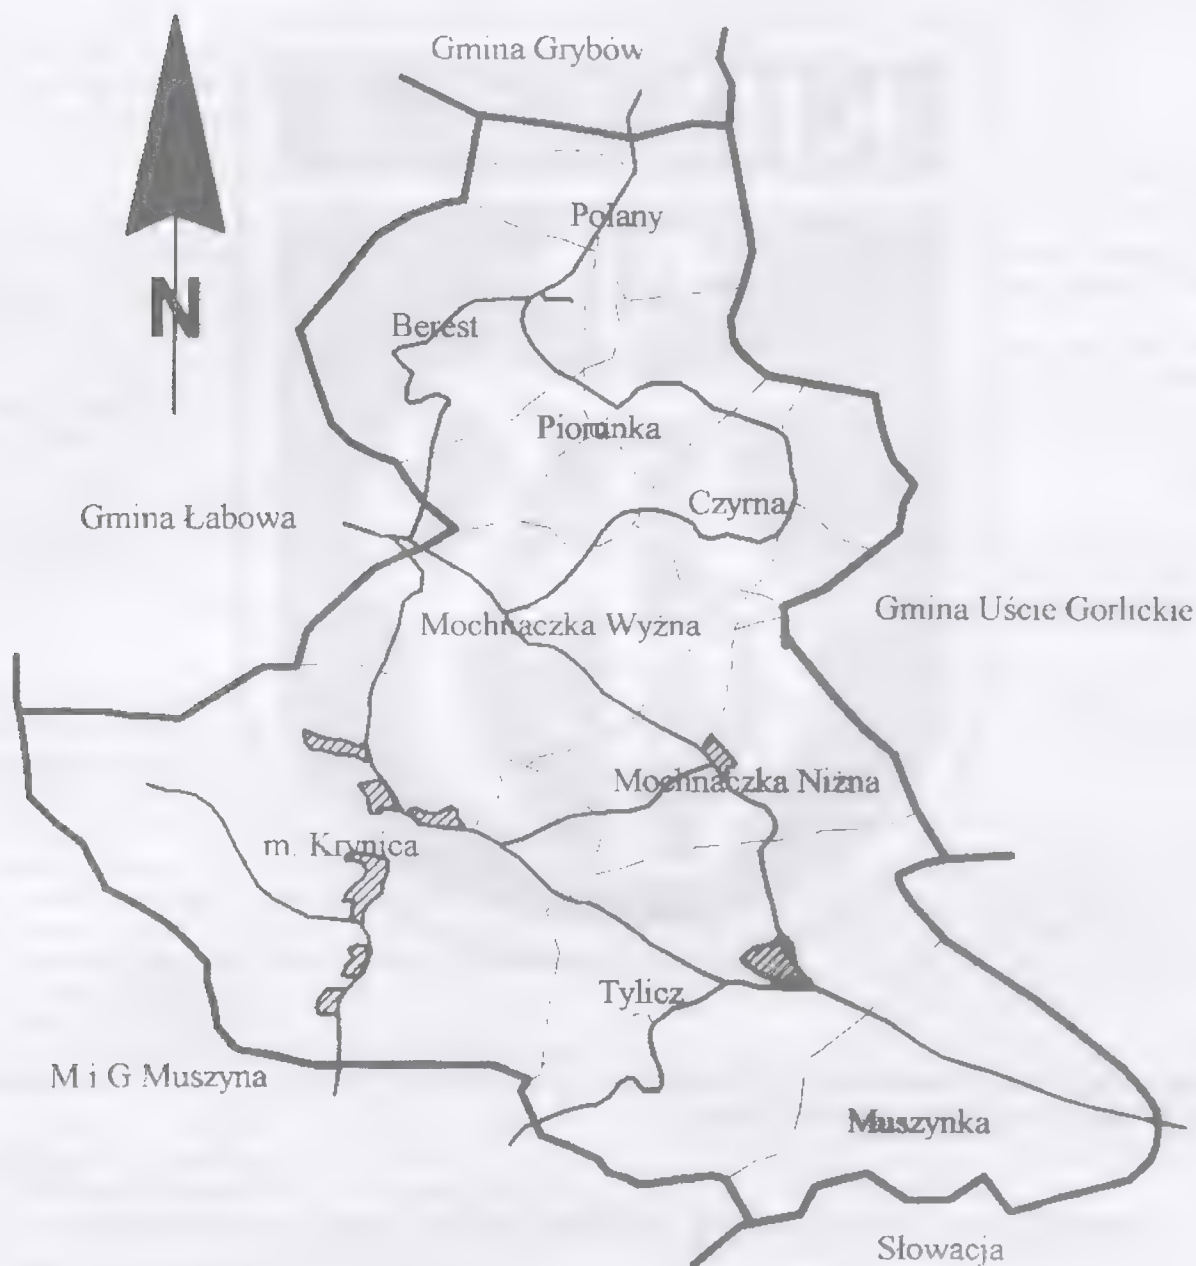 Gmina Grybów
Polany
N
Berest
Piorunka
Czyrna
Gmina Łabowa
Gmina Uście Gorlickie
Mochnaczka Wyżna
Mochnaczka Niżna
m. Krynica
Tylicz
M i G Muszyna
Muszynka
Słowacja